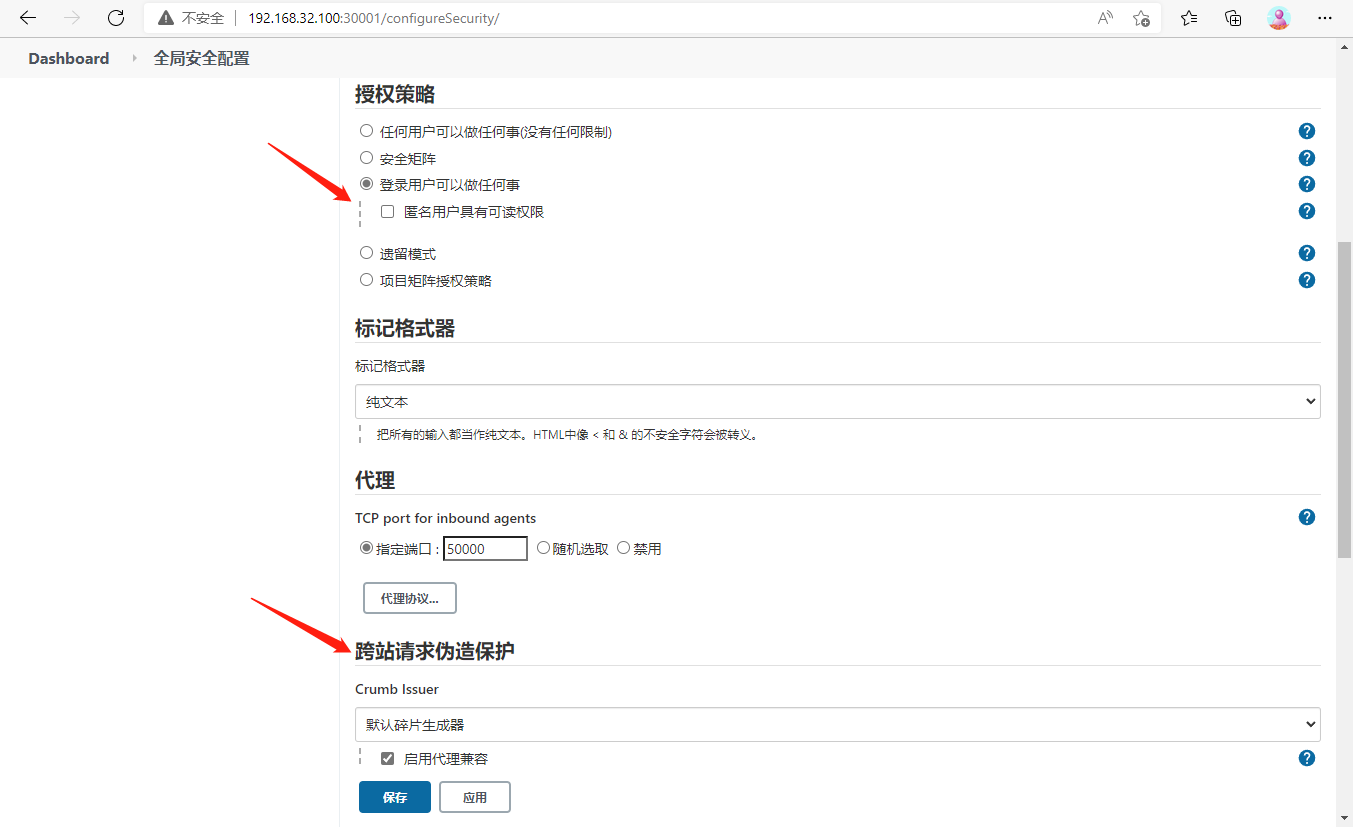 不安全 192.168.32.100:30001/configureSecurity/
Dashboard 全局安全配置
授权策略
任何用户可以做任何事(没有任何限制)
安全矩阵
登录用户可以做任何事
匿名用户具有可读权限
遗留模式
项目矩阵授权策略
标记格式器
标记格式器
纯文本
把所有的输入都当作纯文本。HTML中像 < 和 & 的不安全字符会被转义。
代理
TCP port for inbound agents
指定端口 : 50000 随机选取 禁用
代理协议...
跨站请求伪造保护
Crumb Issuer
默认碎片生成器
启用代理兼容
保存 应用